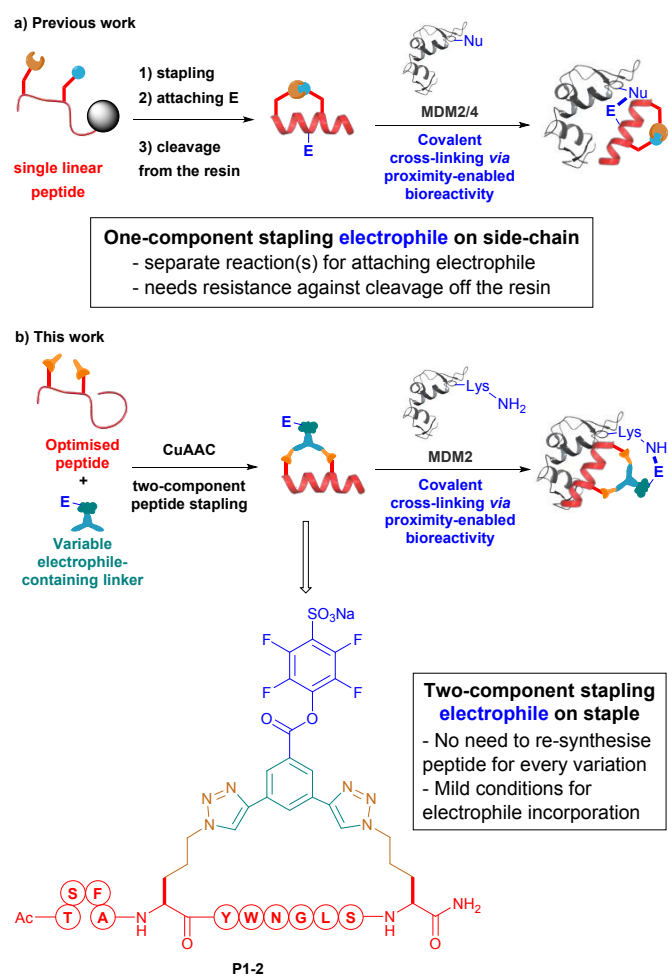 a) Previous work
1) stapling
2) attaching E
3) cleavage
from the resin
single linear
peptide
E
Nu
MDM2/4
Covalent
cross-linking via
proximity-enabled
bioreactivity
Nu
E
One-component stapling electrophile on side-chain
- separate reaction(s) for attaching electrophile
- needs resistance against cleavage off the resin
b) This work
Optimised
peptide
+
E
Variable
electrophile-
containing linker
CuAAC
two-component
peptide stapling
E
Lys
NH2
MDM2
Covalent
cross-linking via
proximity-enabled
bioreactivity
Lys
NH
E
SO3Na
F F
F F
O O
N N N N N N
Two-component stapling
electrophile on staple
- No need to re-synthesise
peptide for every variation
- Mild conditions for
electrophile incorporation
Ac T S F A N H O Y W N G L S N H O NH2
P1-2